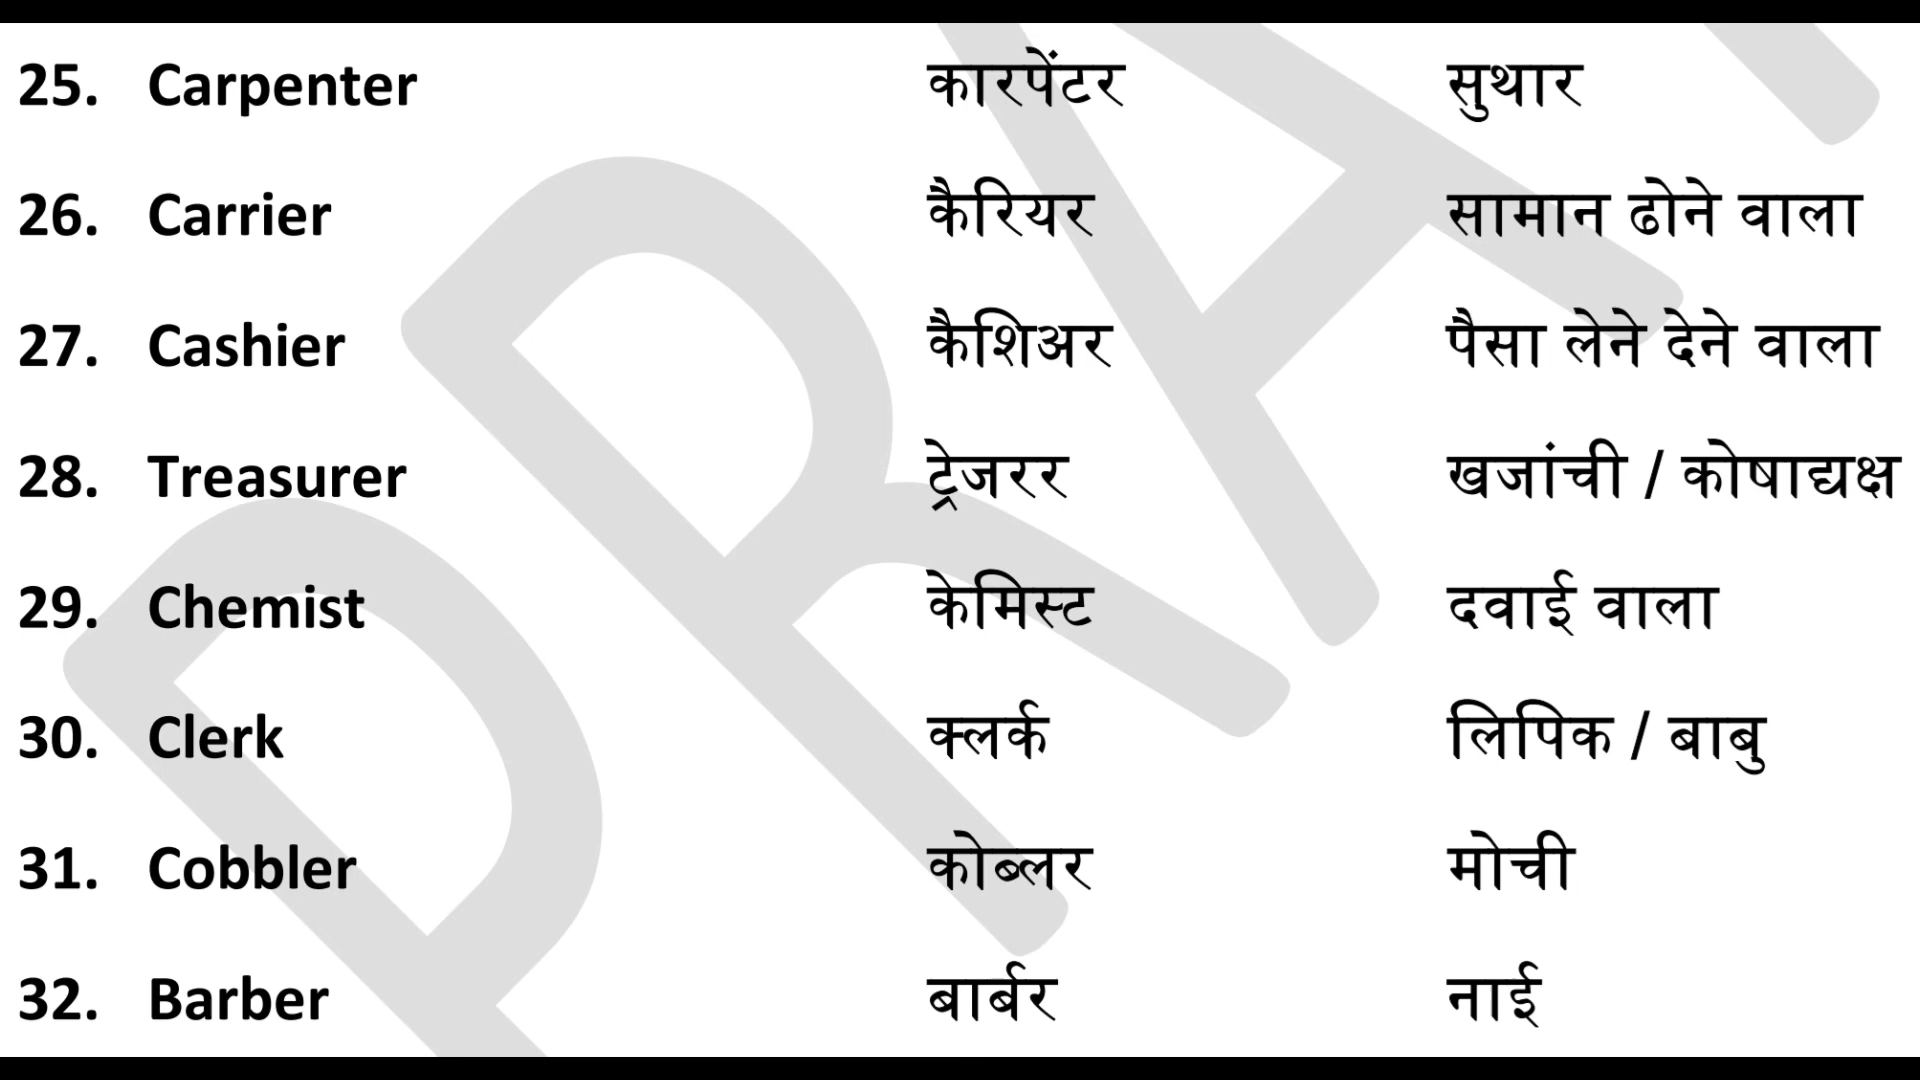 25. Carpenter कारपेंटर सुथार
26. Carrier कैरियर सामान ढोने वाला
27. Cashier कैशिअर पैसा लेने देने वाला
28. Treasurer ट्रेजरर खजांची / कोषाद्यक्ष
29. Chemist केमिस्ट दवाई वाला
30. Clerk क्लर्क लिपिक / बाबु
31. Cobbler कोब्लर मोची
32. Barber बार्बर नाई